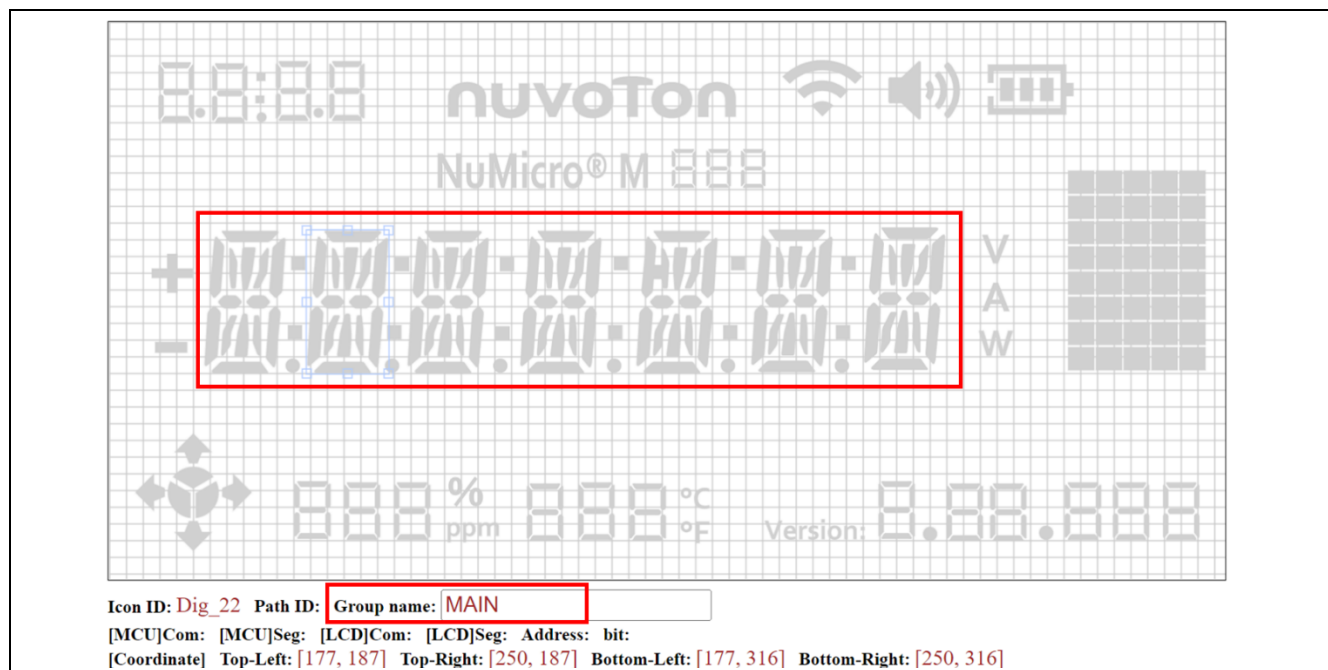 8.8:8.8 nuvoTon
NuMicro® M 888
V
A
W
%
ppm
°C
°F
Version: 8.88.888
Icon ID: Dig_22 Path ID: Group name: MAIN
[MCU]Com: [MCU]Seg: [LCD]Com: [LCD]Seg: Address: bit:
[Coordinate] Top-Left: [177, 187] Top-Right: [250, 187] Bottom-Left: [177, 316] Bottom-Right: [250, 316]